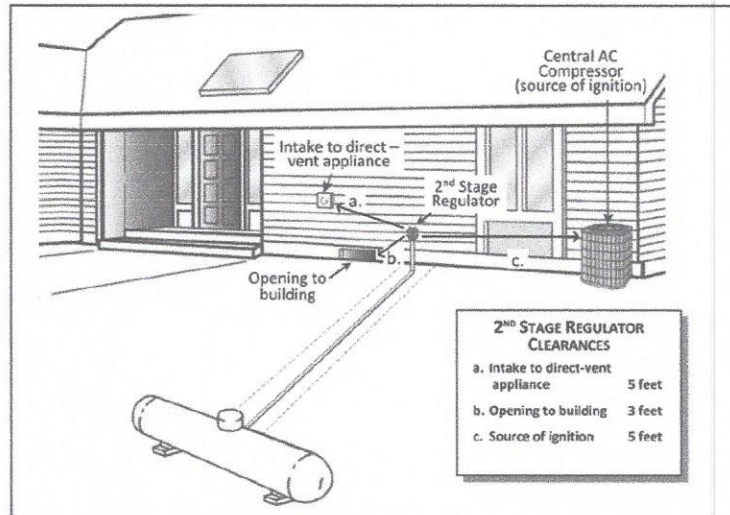 Central AC
Compressor
(source of ignition)
Intake to direct –
vent appliance
a.
2nd Stage
Regulator
b.
c.
Opening to
building
2ND STAGE REGULATOR
CLEARANCES
a. Intake to direct-vent
appliance 5 feet
b. Opening to building 3 feet
c. Source of ignition 5 feet